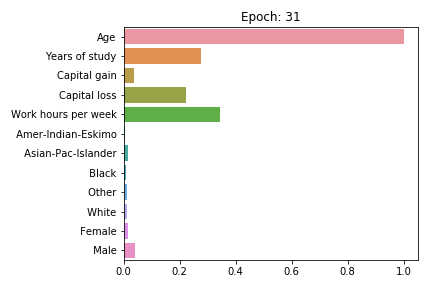 Epoch: 31
Age
Years of study
Capital gain
Capital loss
Work hours per week
Amer-Indian-Eskimo
Asian-Pac-Islander
Black
Other
White
Female
Male
0.0 0.2 0.4 0.6 0.8 1.0